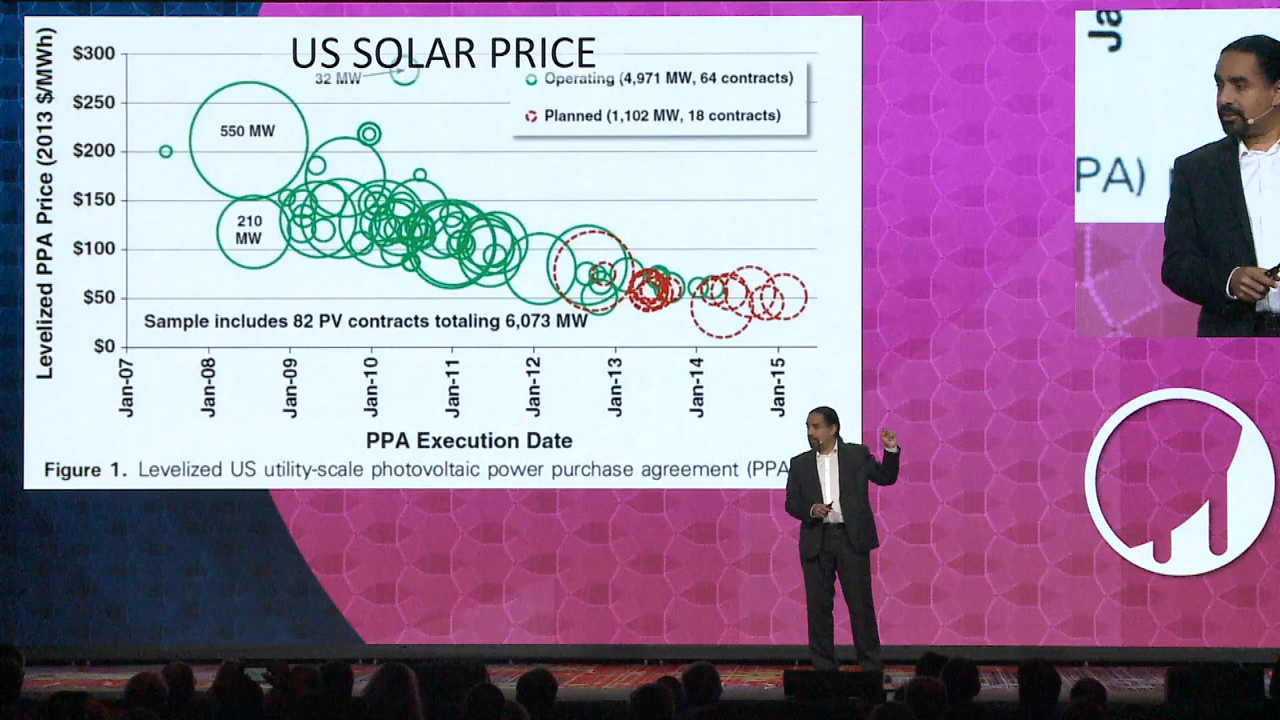 US SOLAR PRICE
Levelized PPA Price (2013 $/MWh)
$300
$250
$200
$150
$100
$50
$0
32 MW
Operating (4,971 MW, 64 contracts)
Planned (1,102 MW, 18 contracts)
550 MW
210
MW
Sample includes 82 PV contracts totaling 6,073 MW
Jan-07
Jan-08
Jan-09
Jan-10
Jan-11
Jan-12
Jan-13
Jan-14
Jan-15
PPA Execution Date
Figure 1. Levelized US utility-scale photovoltaic power purchase agreement (PPA
Ja
PA)